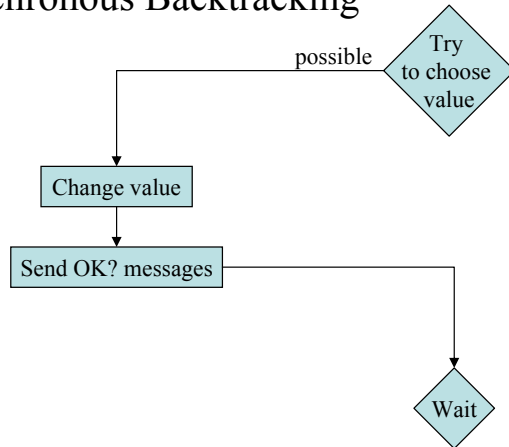 chronous Backtracking
possible
Try
to choose
value
Change value
Send OK? messages
Wait